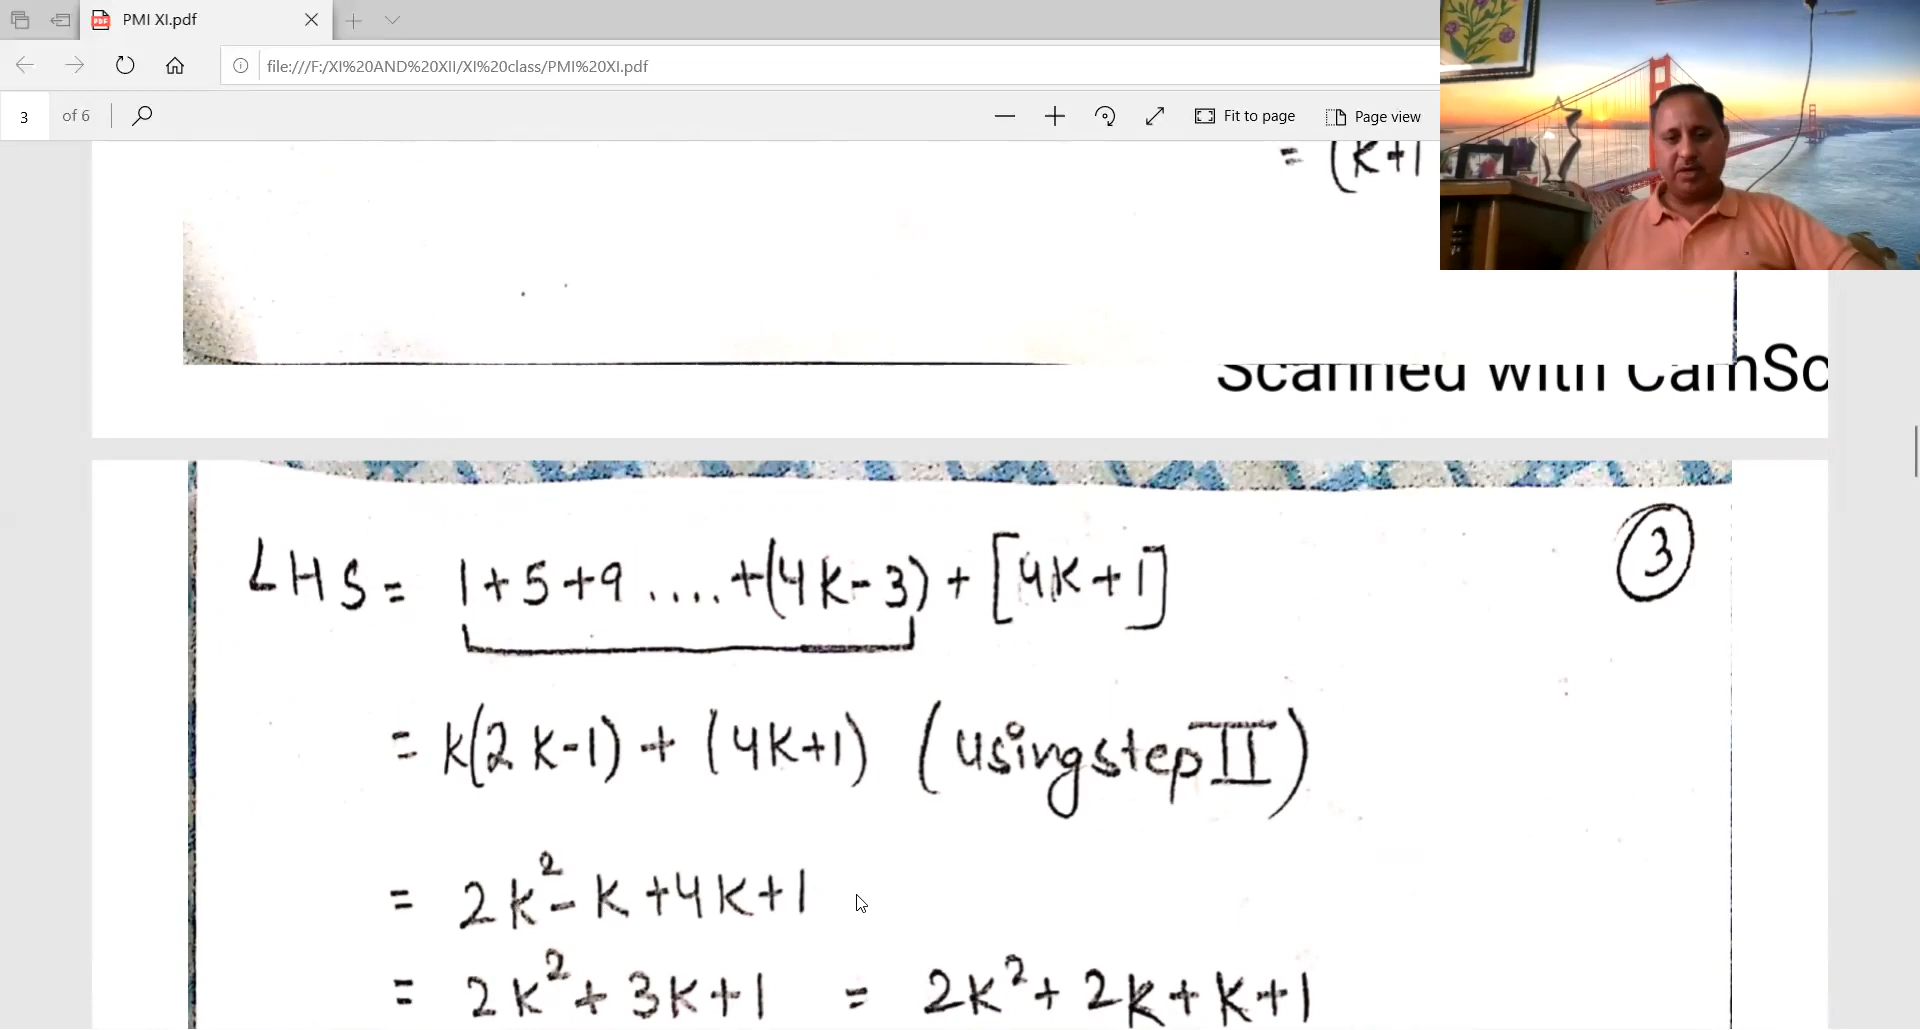 PMI XI.pdf
file:///F:/XI%20AND%20XII/XI%20class/PMI%20XI.pdf
3 of 6
Fit to page
Page view
= (k+1
Scanned with CamSc
3
LHS = 1+5+9 .... +(4k-3) + [4k+1]
= k(2k-1) + (4k+1) (using step II)
= 2k²-k+4k+1
= 2k²+3k+1 = 2k²+2k+k+1